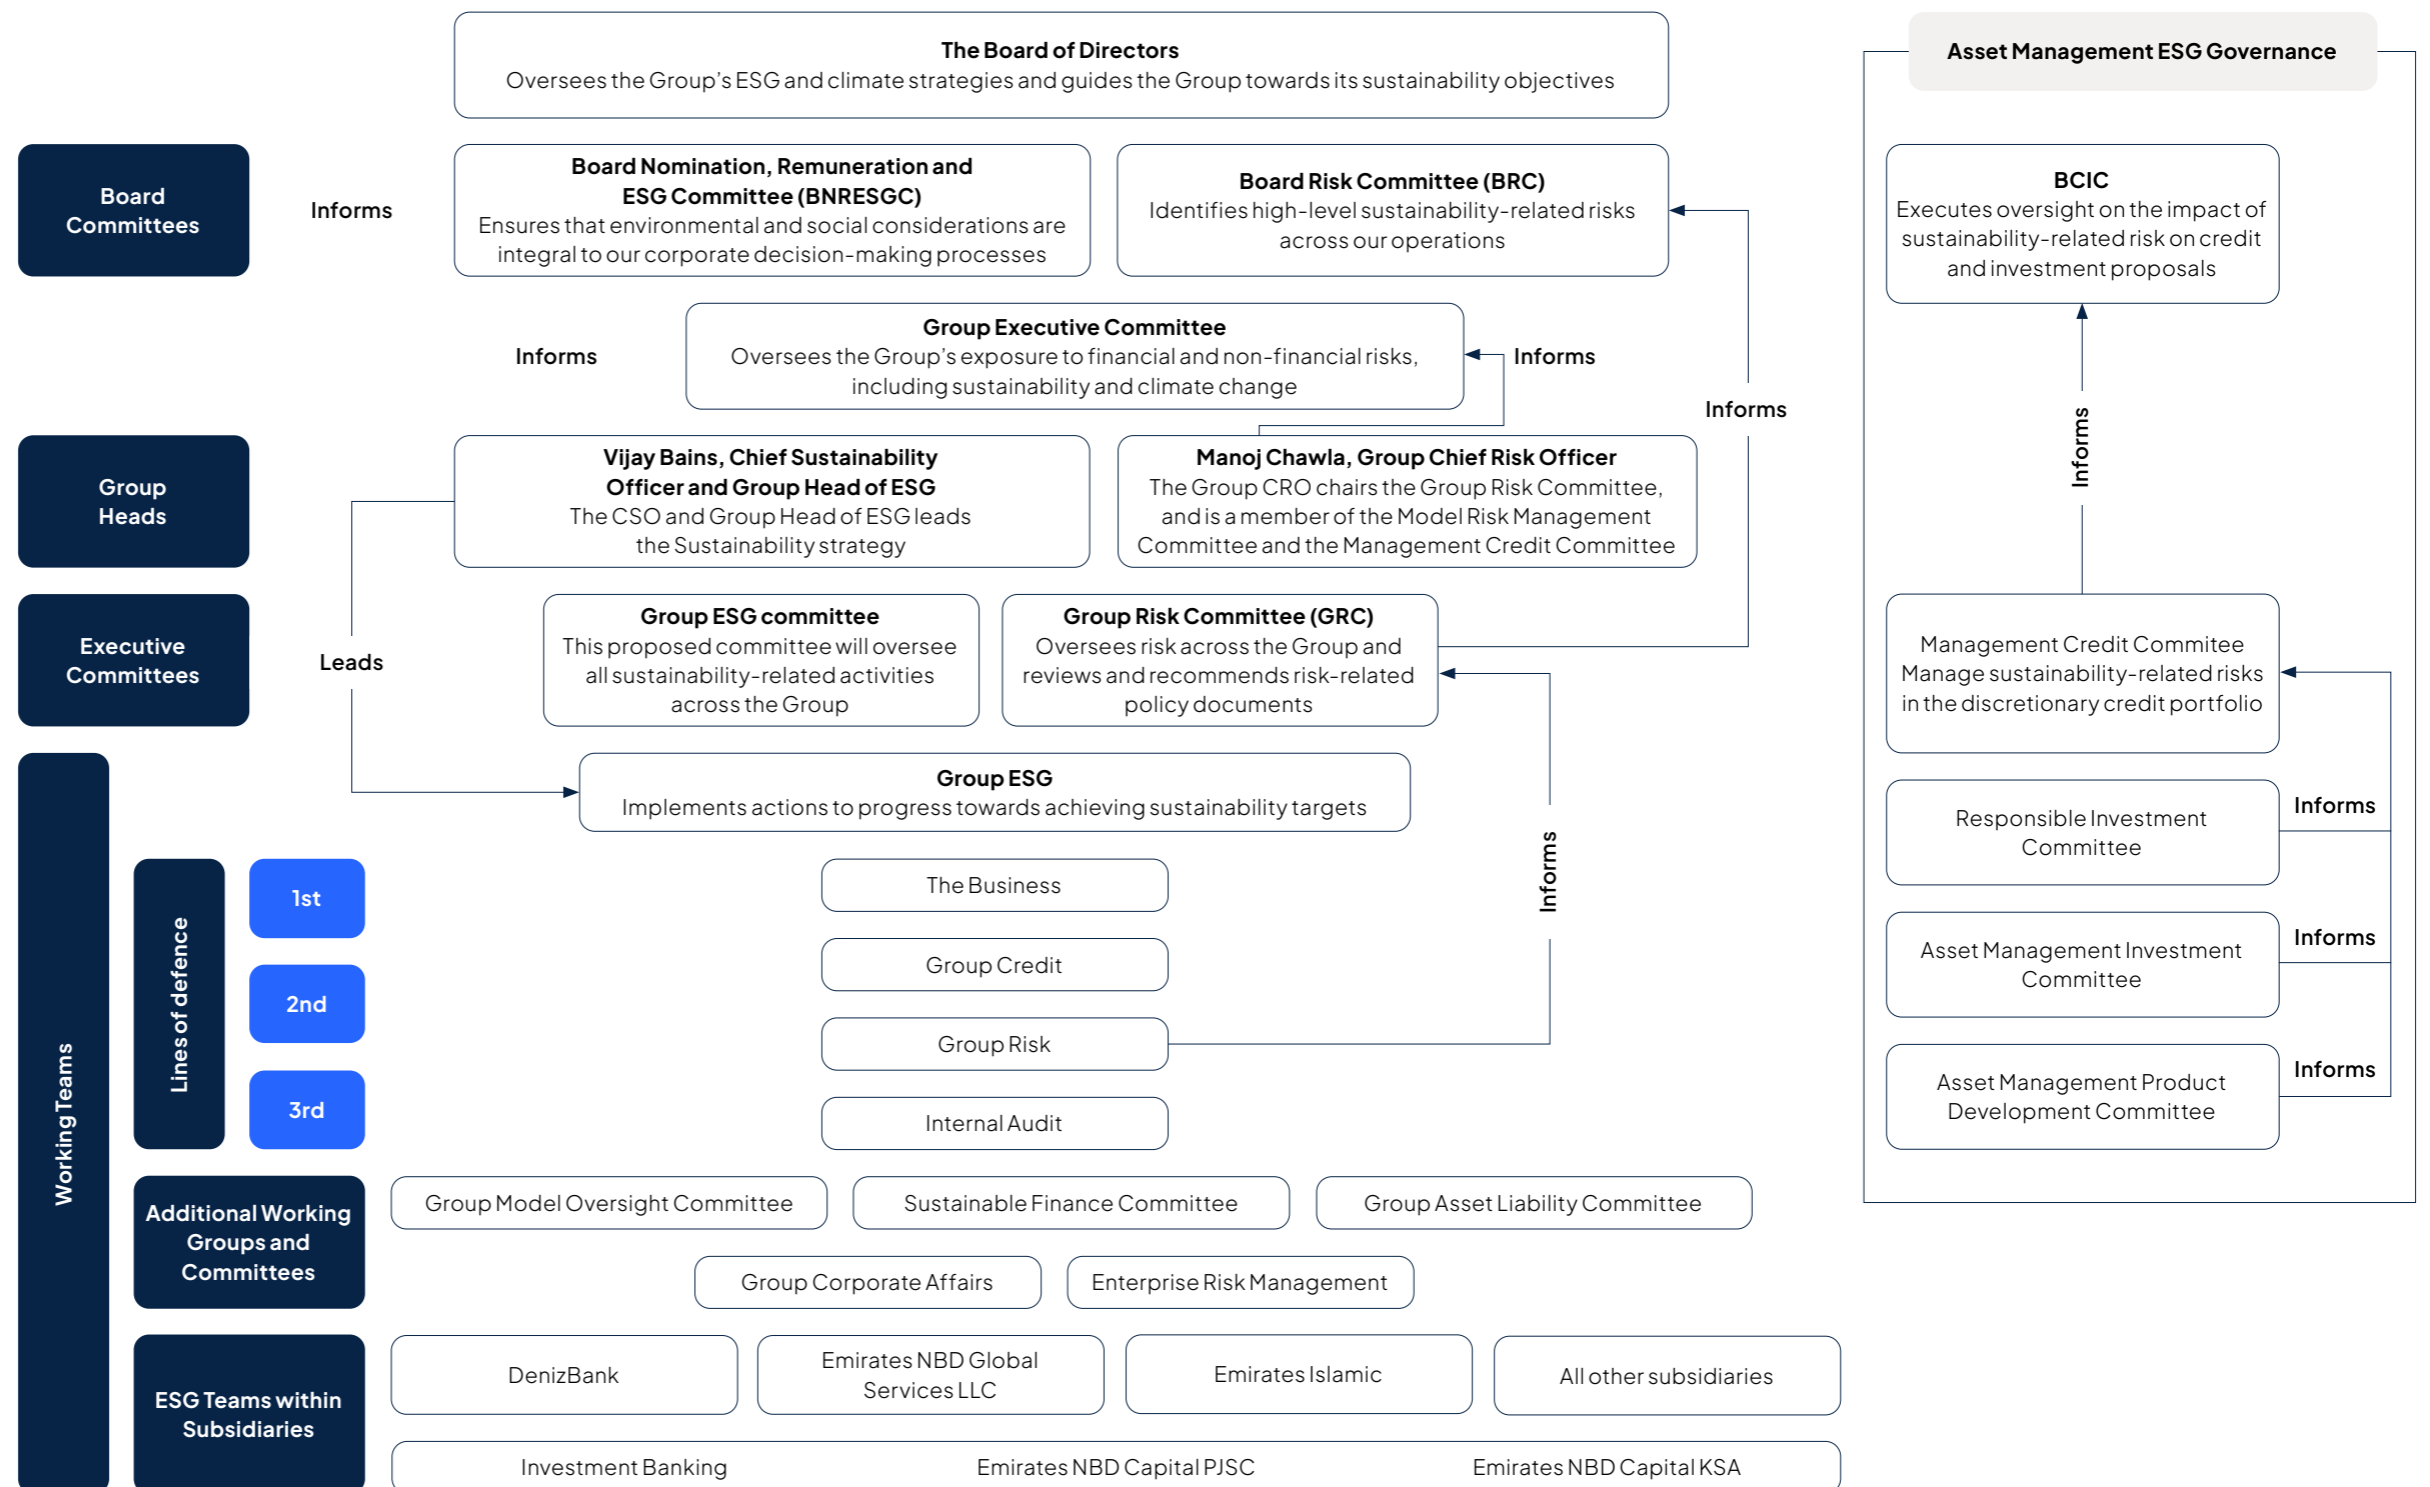 The Board of Directors
Oversees the Group's ESG and climate strategies and guides the Group towards its sustainability objectives
Board
Committees
Informs
Board Nomination, Remuneration and
ESG Committee (BNRESGC)
Ensures that environmental and social considerations are
integral to our corporate decision-making processes
Board Risk Committee (BRC)
Identifies high-level sustainability-related risks
across our operations
Informs
Group Executive Committee
Oversees the Group's exposure to financial and non-financial risks,
including sustainability and climate change
Informs
Informs
Group
Heads
Vijay Bains, Chief Sustainability
Officer and Group Head of ESG
The CSO and Group Head of ESG leads
the Sustainability strategy
Manoj Chawla, Group Chief Risk Officer
The Group CRO chairs the Group Risk Committee,
and is a member of the Model Risk Management
Committee and the Management Credit Committee
Executive
Committees
Leads
Group ESG committee
This proposed committee will oversee
all sustainability-related activities
across the Group
Group Risk Committee (GRC)
Oversees risk across the Group and
reviews and recommends risk-related
policy documents
Working Teams
Group ESG
Implements actions to progress towards achieving sustainability targets
Informs
Lines of defence
1st
2nd
3rd
The Business
Group Credit
Group Risk
Internal Audit
Additional Working
Groups and
Committees
Group Model Oversight Committee
Sustainable Finance Committee
Group Asset Liability Committee
Group Corporate Affairs
Enterprise Risk Management
ESG Teams within
Subsidiaries
DenizBank
Emirates NBD Global
Services LLC
Emirates Islamic
All other subsidiaries
Investment Banking
Emirates NBD Capital PJSC
Emirates NBD Capital KSA
Asset Management ESG Governance
BCIC
Executes oversight on the impact of
sustainability-related risk on credit
and investment proposals
Informs
Management Credit Commitee
Manage sustainability-related risks
in the discretionary credit portfolio
Responsible Investment
Committee
Informs
Asset Management Investment
Committee
Informs
Asset Management Product
Development Committee
Informs